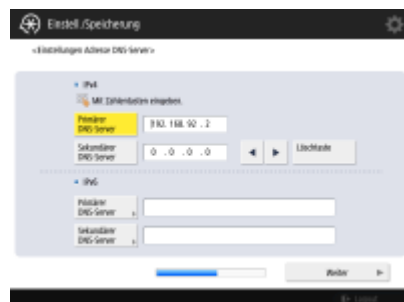 Einstell./Speicherung
<Einstellungen Adresse DNS-Server>
IPv4
Mit Zahlentasten eingeben.
Primärer
DNS-Server
192. 168. 92 . 2
Sekundärer
DNS-Server
0 . 0 . 0 . 0
◀ ▶
Löschtaste
IPv6
Primärer
DNS-Server
Sekundärer
DNS-Server
Weiter
Logout